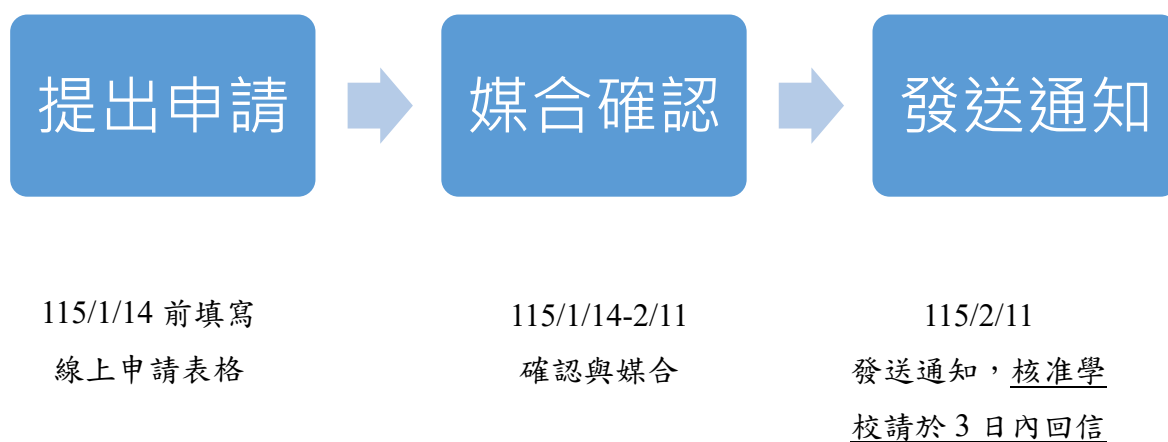 提出申請
媒合確認
發送通知
115/1/14 前填寫
線上申請表格
115/1/14-2/11
確認與媒合
115/2/11
發送通知，核准學
校請於 3 日內回信